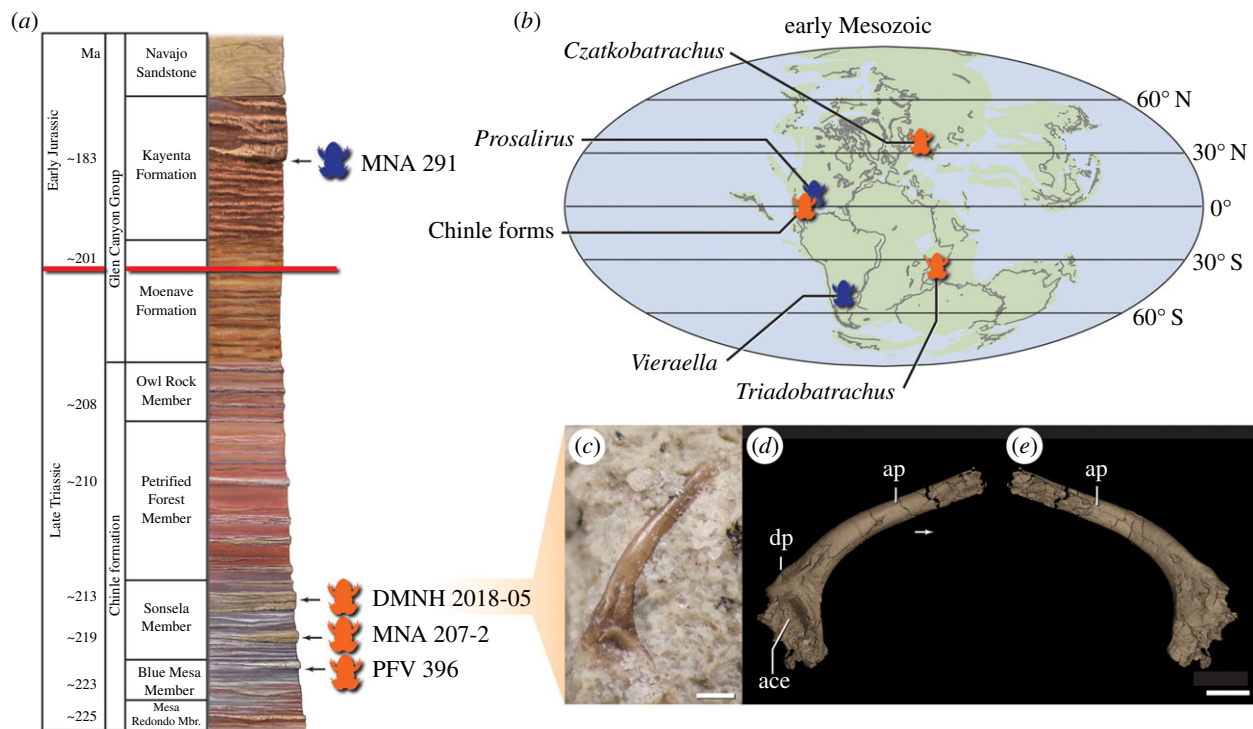 (a)
Ma
Early Jurassic
~183
~201
Late Triassic
~208
~210
~213
~219
~223
~225
Glen Canyon Group
Chinle formation
Navajo
Sandstone
Kayenta
Formation
Moenave
Formation
Owl Rock
Member
Petrified
Forest
Member
Sonsela
Member
Blue Mesa
Member
Mesa
Redondo Mbr.
MNA 291
DMNH 2018-05
MNA 207-2
PFV 396
(b)
early Mesozoic
Czatkobatrachus
Prosalirus
Chinle forms
Vieraella
Triadobatrachus
60° N
30° N
0°
30° S
60° S
(c)
(d)
ap
dp
ace
(e)
ap